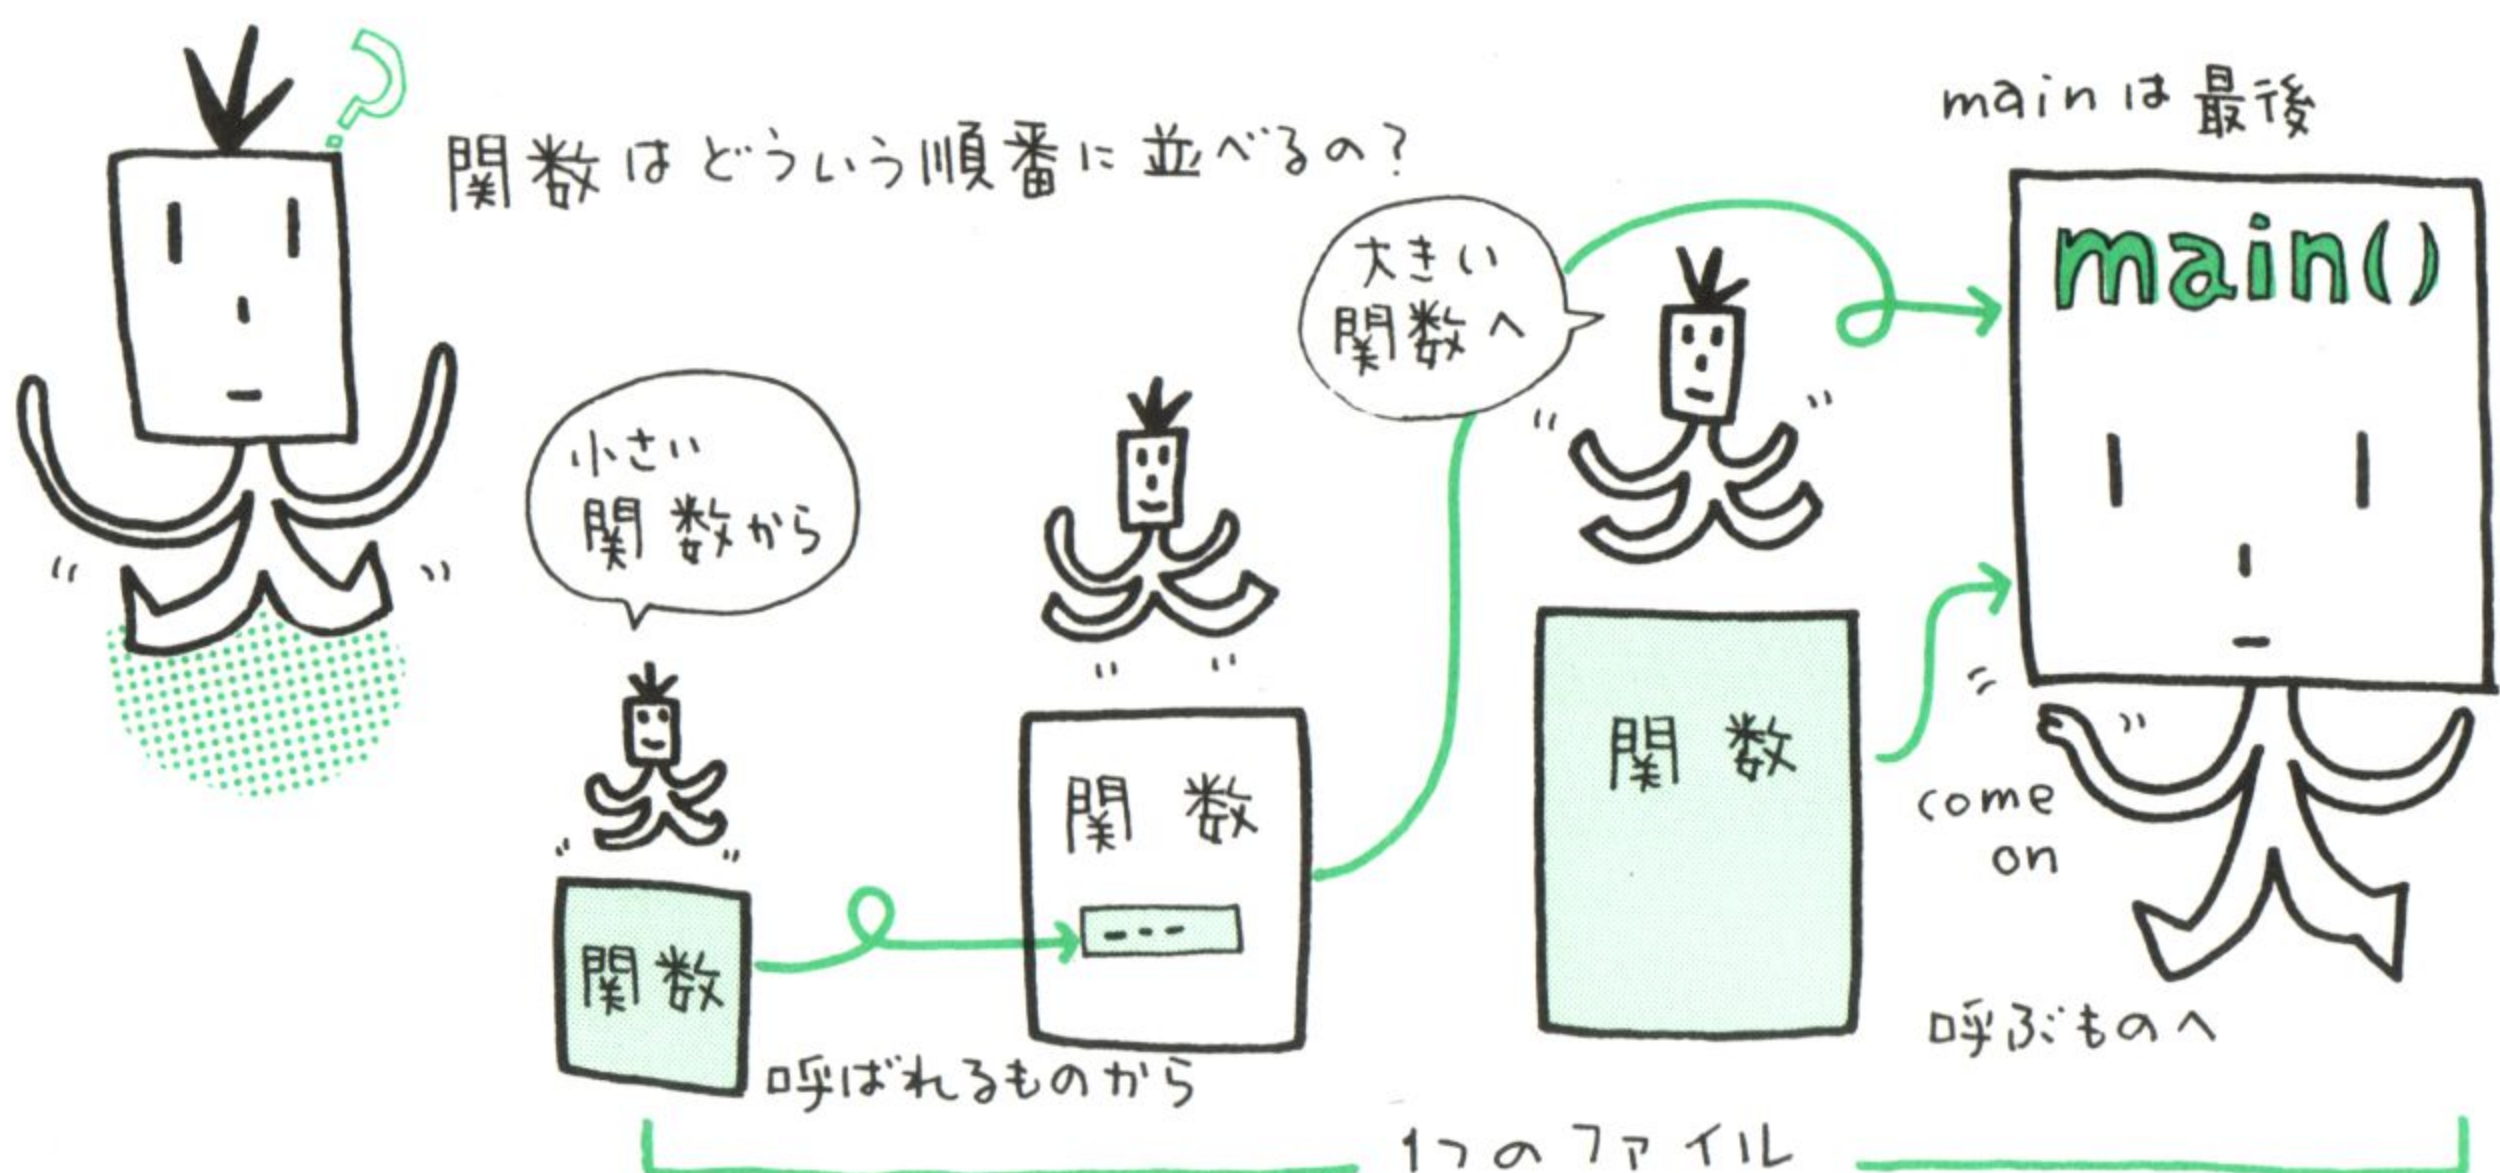 関数はどういう順番に並べるの?
mainは最後
main()
大きい
関数へ
小さい
関数から
関数
関数
---
関数
come
on
呼ばれるものから
呼ぶものへ
1つのファイル